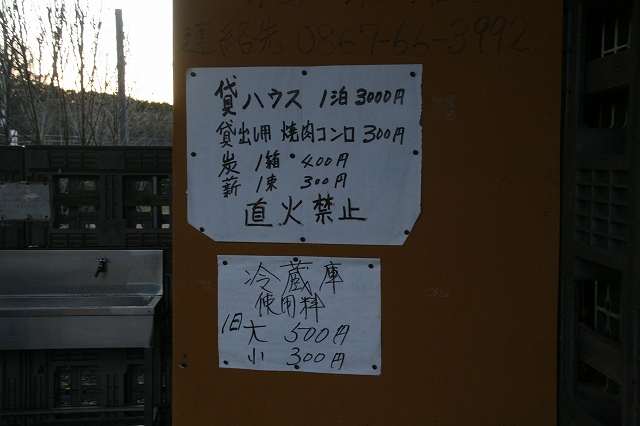 連絡先 0867-66-3992
貸ハウス 1泊 3000円
貸出し用 焼肉コンロ 300円
炭 1箱 400円
薪 1束 300円
直火禁止
冷蔵庫
使用料
1日 大 500円
小 300円